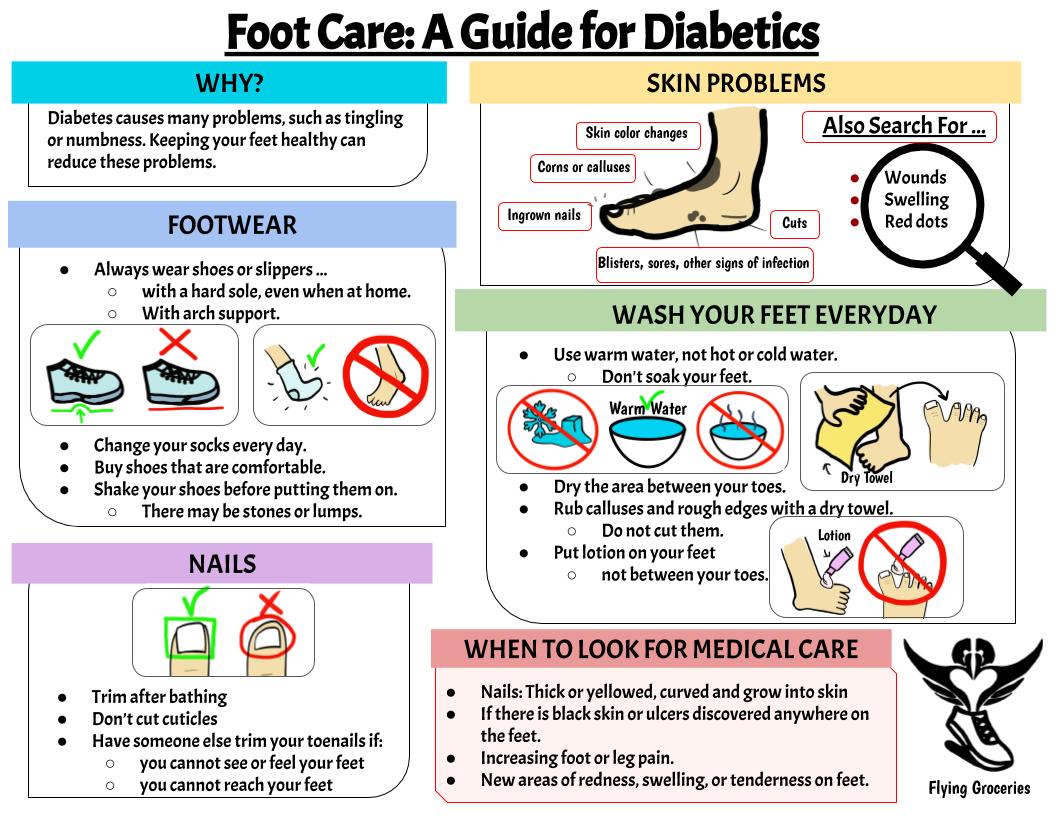 Foot Care: A Guide for Diabetics
WHY?
Diabetes causes many problems, such as tingling
or numbness. Keeping your feet healthy can
reduce these problems.
FOOTWEAR
● Always wear shoes or slippers ...
○ with a hard sole, even when at home.
○ With arch support.
● Change your socks every day.
● Buy shoes that are comfortable.
● Shake your shoes before putting them on.
○ There may be stones or lumps.
NAILS
● Trim after bathing
● Don't cut cuticles
● Have someone else trim your toenails if:
○ you cannot see or feel your feet
○ you cannot reach your feet
SKIN PROBLEMS
Skin color changes
Corns or calluses
Ingrown nails
Cuts
Blisters, sores, other signs of infection
Also Search For ...
● Wounds
● Swelling
● Red dots
WASH YOUR FEET EVERYDAY
● Use warm water, not hot or cold water.
○ Don't soak your feet.
Warm Water
Dry Towel
● Dry the area between your toes.
● Rub calluses and rough edges with a dry towel.
○ Do not cut them.
● Put lotion on your feet
○ not between your toes.
Lotion
WHEN TO LOOK FOR MEDICAL CARE
● Nails: Thick or yellowed, curved and grow into skin
● If there is black skin or ulcers discovered anywhere on
the feet.
● Increasing foot or leg pain.
● New areas of redness, swelling, or tenderness on feet.
Flying Groceries